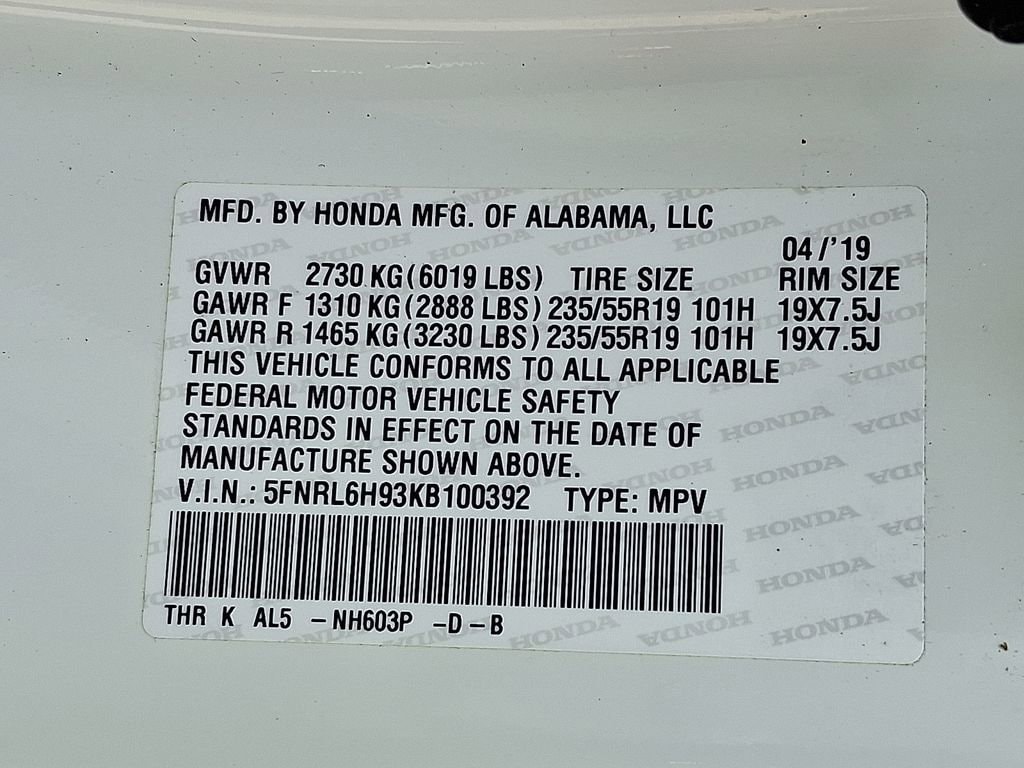 MFD. BY HONDA MFG. OF ALABAMA, LLC
04/'19
GVWR 2730 KG(6019 LBS) TIRE SIZE RIM SIZE
GAWR F 1310 KG(2888 LBS) 235/55R19 101H 19X7.5J
GAWR R 1465 KG(3230 LBS) 235/55R19 101H 19X7.5J
THIS VEHICLE CONFORMS TO ALL APPLICABLE
FEDERAL MOTOR VEHICLE SAFETY
STANDARDS IN EFFECT ON THE DATE OF
MANUFACTURE SHOWN ABOVE.
V.I.N.: 5FNRL6H93KB100392 TYPE: MPV
THR K AL5 -NH603P -D-B